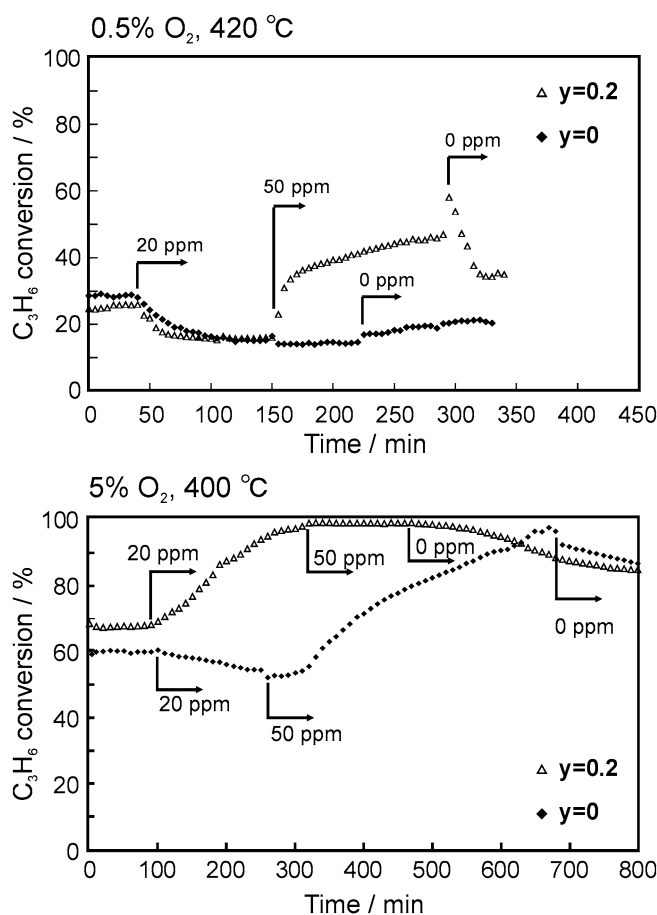 0.5% O₂, 420 °C
100
80
60
40
20
0
C₃H₆ conversion / %
y=0.2
y=0
20 ppm
50 ppm
0 ppm
0 ppm
0 50 100 150 200 250 300 350 400 450
Time / min
5% O₂, 400 °C
100
80
60
40
20
0
C₃H₆ conversion / %
20 ppm
50 ppm
0 ppm
0 ppm
20 ppm
50 ppm
y=0.2
y=0
0 100 200 300 400 500 600 700 800
Time / min